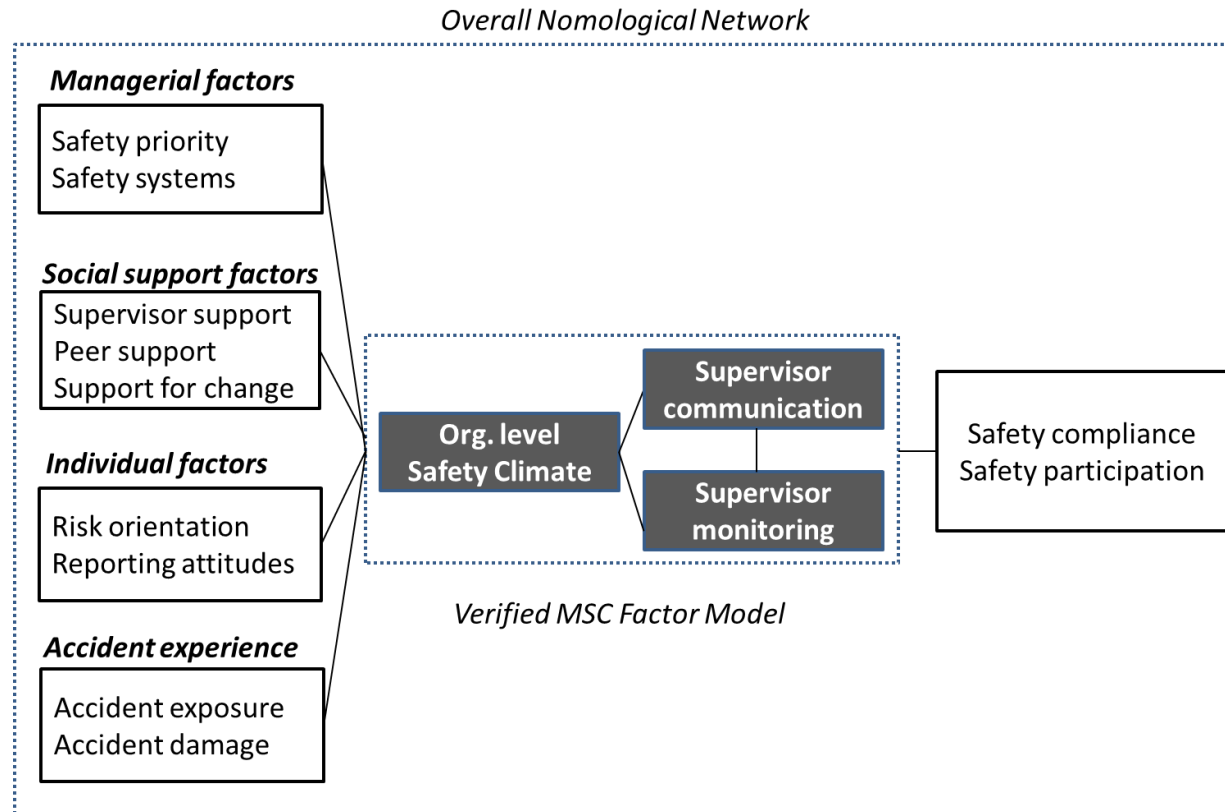 Overall Nomological Network
Managerial factors
Safety priority
Safety systems
Social support factors
Supervisor support
Peer support
Support for change
Individual factors
Risk orientation
Reporting attitudes
Accident experience
Accident exposure
Accident damage
Org. level
Safety Climate
Supervisor
communication
Supervisor
monitoring
Verified MSC Factor Model
Safety compliance
Safety participation